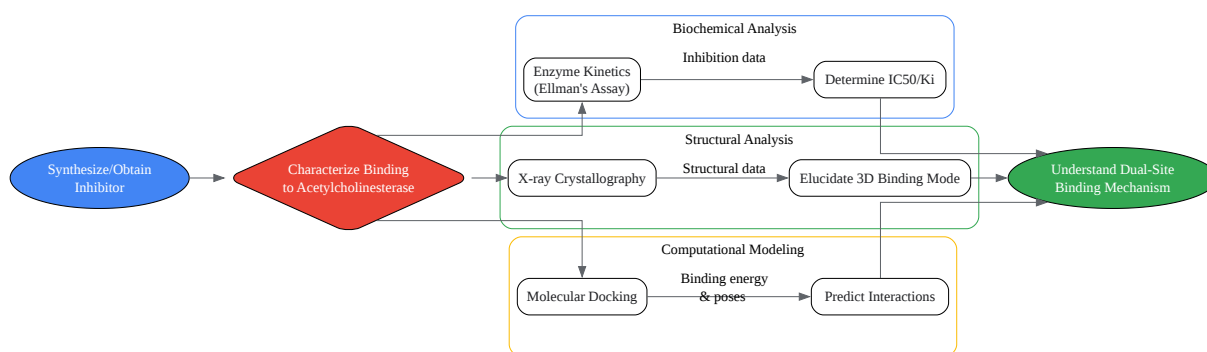 Synthesize/Obtain
Inhibitor
Characterize Binding
to Acetylcholinesterase
Biochemical Analysis
Enzyme Kinetics
(Ellman's Assay)
Inhibition data
Determine IC50/Ki
Structural Analysis
X-ray Crystallography
Structural data
Elucidate 3D Binding Mode
Computational Modeling
Molecular Docking
Binding energy
& poses
Predict Interactions
Understand Dual-Site
Binding Mechanism